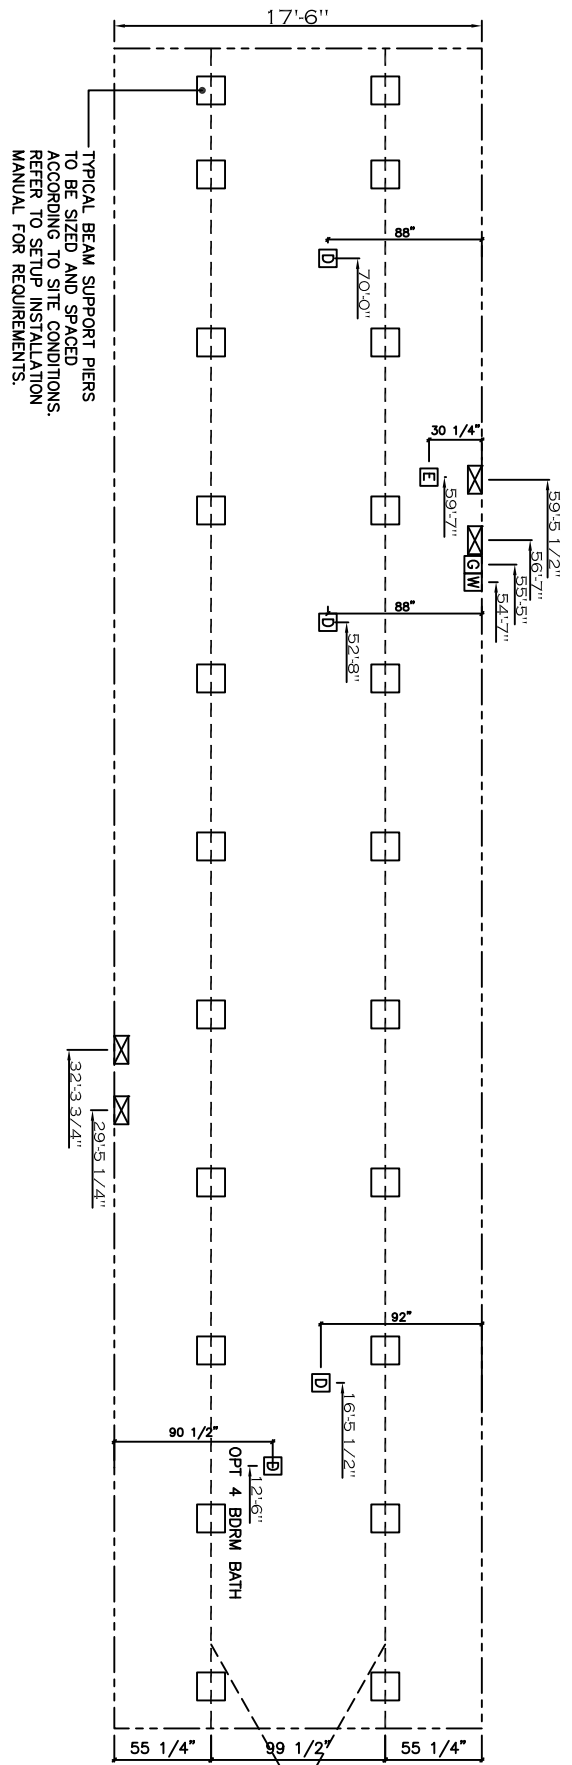 17'-6"
TYPICAL BEAM SUPPORT PIERS
TO BE SIZED AND SPACED
ACCORDING TO SITE CONDITIONS.
REFER TO SETUP INSTALLATION
MANUAL FOR REQUIREMENTS.
88"
D
70'-0"
30 1/4"
E
59'-7"
59'-5 1/2"
56'-7"
G
55'-5"
W
54'-7"
88"
D
52'-8"
32'-3 3/4"
29'-5 1/4"
92"
D
16'-5 1/2"
90 1/2"
D
12'-6"
OPT 4 BDRM BATH
55 1/4"
99 1/2"
55 1/4"